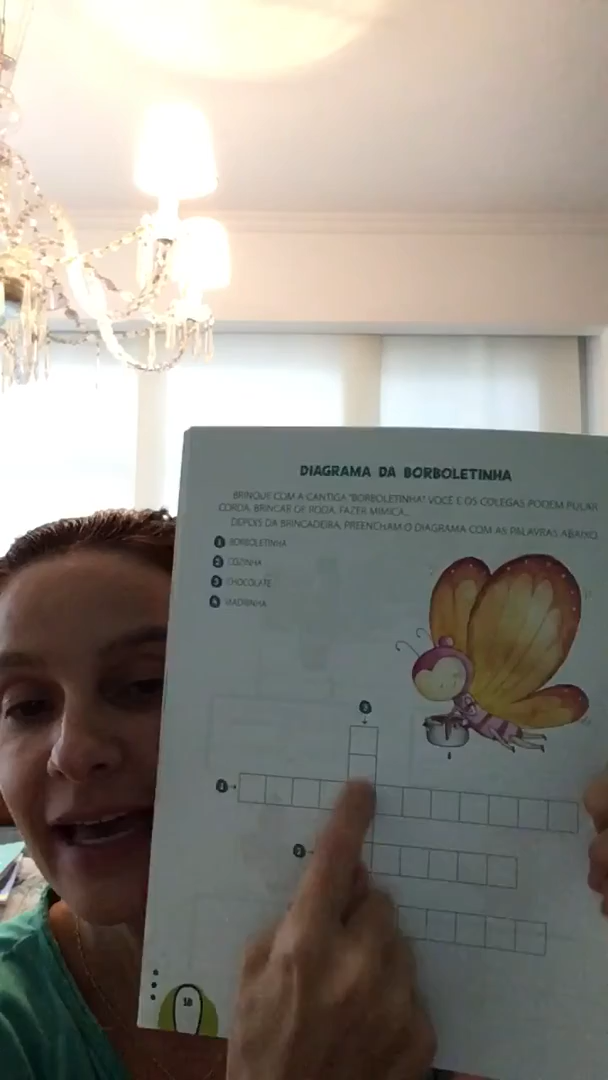 DIAGRAMA DA BORBOLETINHA
BRINQUE COM A CANTIGA "BORBOLETINHA". VOCÊ E OS COLEGAS PODEM PULAR
CORDA, BRINCAR DE RODA, FAZER MÍMICA...
DEPOIS DA BRINCADEIRA, PREENCHAM O DIAGRAMA COM AS PALAVRAS ABAIXO.
1 BORBOLETINHA
2 COZINHA
3 CHOCOLATE
4 MADRINHA
3
1
2
18